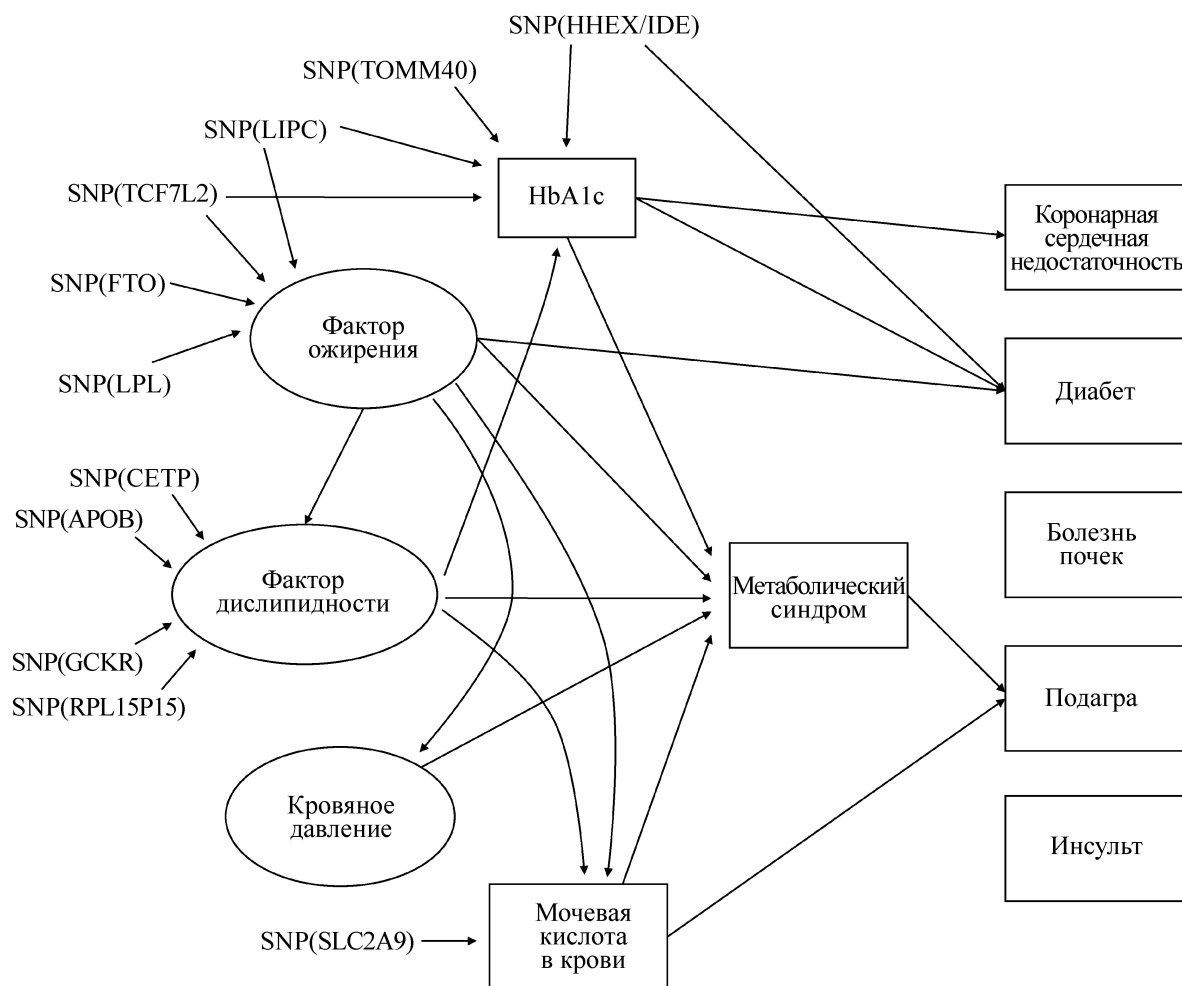 SNP(HHEX/IDE)
SNP(TOMM40)
SNP(LIPC)
SNP(TCF7L2)
HbA1c
Коронарная
сердечная
недостаточность
SNP(FTO)
Фактор
ожирения
SNP(LPL)
Диабет
SNP(CETP)
SNP(APOB)
Фактор
дислипидности
Болезнь
почек
Метаболический
синдром
SNP(GCKR)
SNP(RPL15P15)
Подагра
Кровяное
давление
Инсульт
SNP(SLC2A9)
Мочевая
кислота
в крови